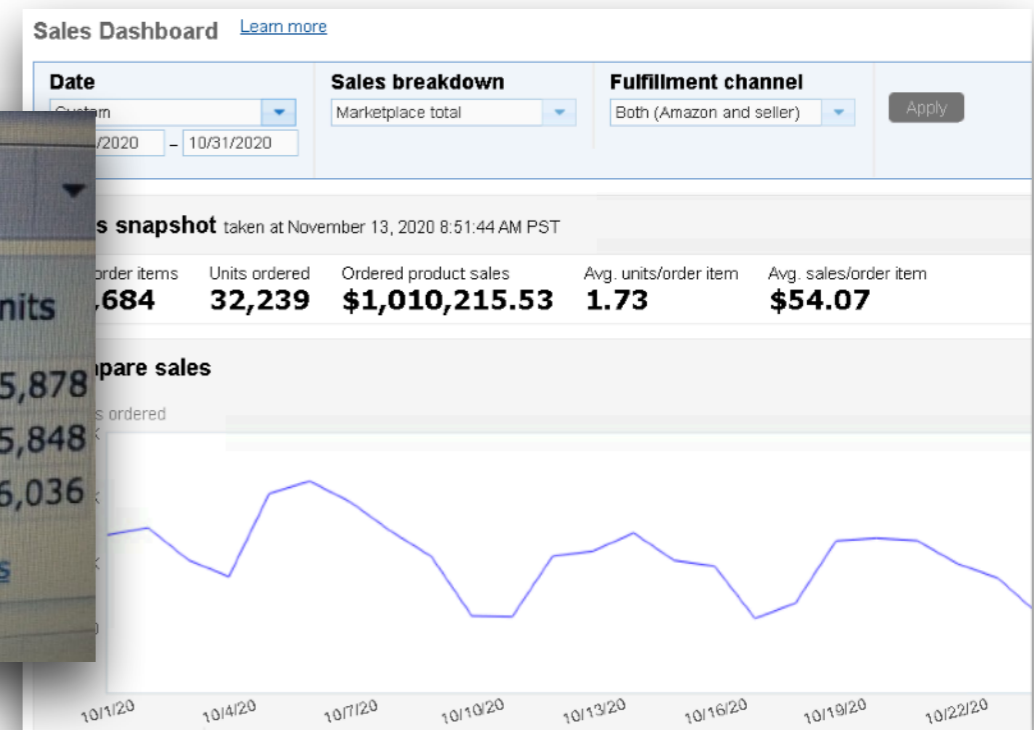 Sales Dashboard Learn more
Date Sales breakdown Fulfillment channel
Custom Marketplace total Both (Amazon and seller) Apply
/2020 – 10/31/2020
s snapshot taken at November 13, 2020 8:51:44 AM PST
order items Units ordered Ordered product sales Avg. units/order item Avg. sales/order item
,684 32,239 $1,010,215.53 1.73 $54.07
nits
5,878
5,848
6,036
s
pare sales
s ordered
K
K
K
0
10/1/20 10/4/20 10/7/20 10/10/20 10/13/20 10/16/20 10/19/20 10/22/20